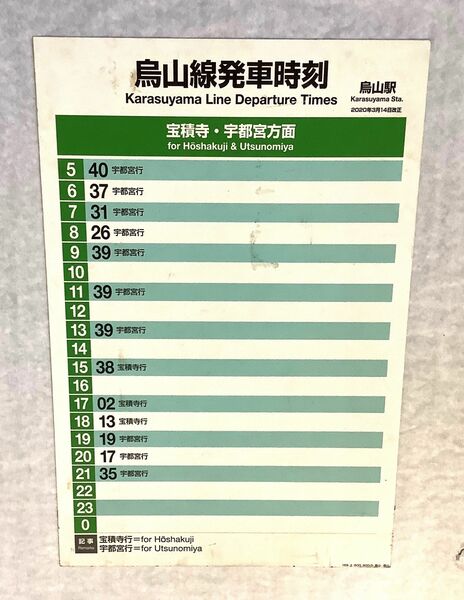 烏山線発車時刻
Karasuyama Line Departure Times
烏山駅
Karasuyama Sta.
2020年3月14日改正
宝積寺・宇都宮方面
for Hōshakuji & Utsunomiya
5 40 宇都宮行
6 37 宇都宮行
7 31 宇都宮行
8 26 宇都宮行
9 39 宇都宮行
10
11 39 宇都宮行
12
13 39 宇都宮行
14
15 38 宝積寺行
16
17 02 宝積寺行
18 13 宝積寺行
19 19 宇都宮行
20 17 宇都宮行
21 35 宇都宮行
22
23
0
記事 宝積寺行=for Hōshakuji
Remarks 宇都宮行=for Utsunomiya